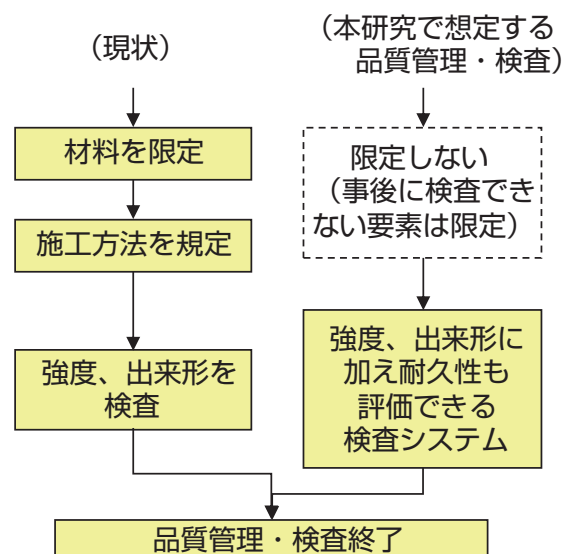 （現状）
材料を限定
施工方法を規定
強度、出来形を
検査
（本研究で想定する
品質管理・検査）
限定しない
（事後に検査でき
ない要素は限定）
強度、出来形に
加え耐久性も
評価できる
検査システム
品質管理・検査終了